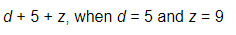 d + 5 + z, when d = 5 and z = 9